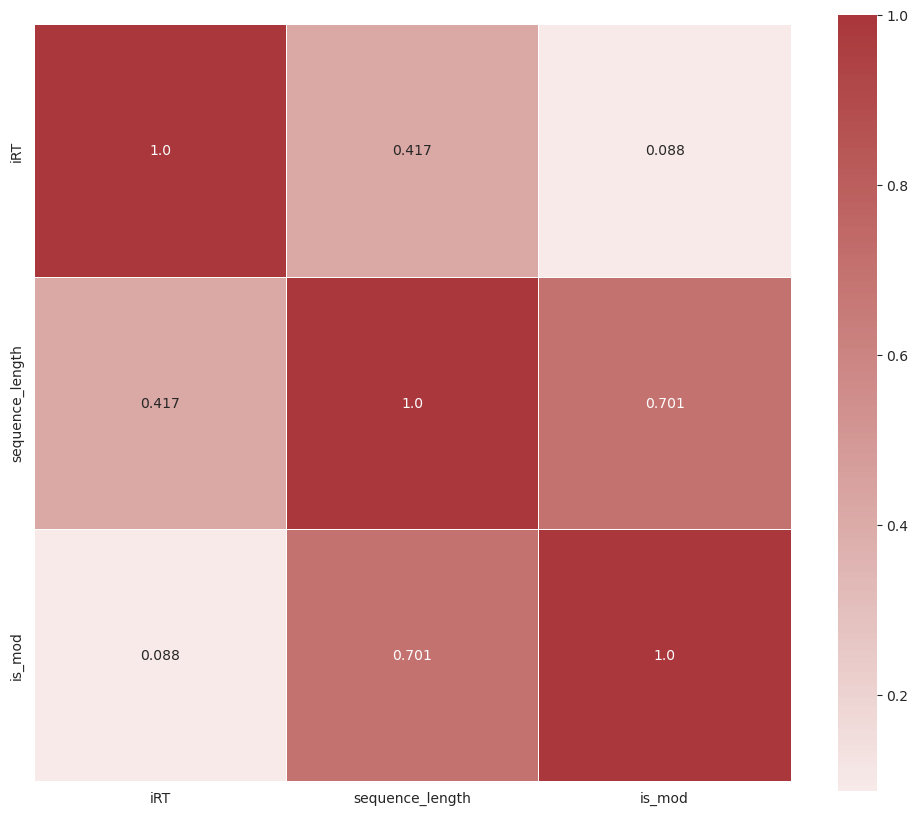 1.0
iRT
1.0 0.417 0.088
0.8
sequence_length
0.417 1.0 0.701
0.6
0.4
is_mod
0.088 0.701 1.0
0.2
iRT sequence_length is_mod